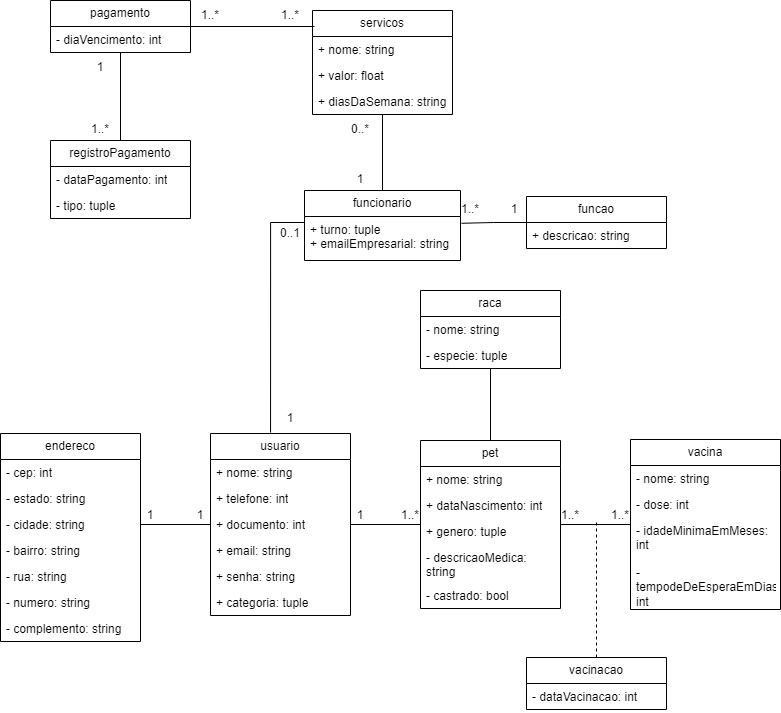 pagamento
- diaVencimento: int
1..*
1..*
servicos
+ nome: string
+ valor: float
+ diasDaSemana: string
1
1..*
registroPagamento
- dataPagamento: int
- tipo: tuple
0..*
1
funcionario
+ turno: tuple
+ emailEmpresarial: string
1..*
1
funcao
+ descricao: string
0..1
1
raca
- nome: string
- especie: tuple
endereco
- cep: int
- estado: string
- cidade: string
- bairro: string
- rua: string
- numero: string
- complemento: string
1
1
usuario
+ nome: string
+ telefone: int
+ documento: int
+ email: string
+ senha: string
+ categoria: tuple
1
1..*
pet
+ nome: string
+ dataNascimento: int
+ genero: tuple
- descricaoMedica:
string
- castrado: bool
1..*
1..*
vacina
- nome: string
- dose: int
- idadeMinimaEmMeses:
int
-
tempodeDeEsperaEmDias
int
vacinacao
- dataVacinacao: int